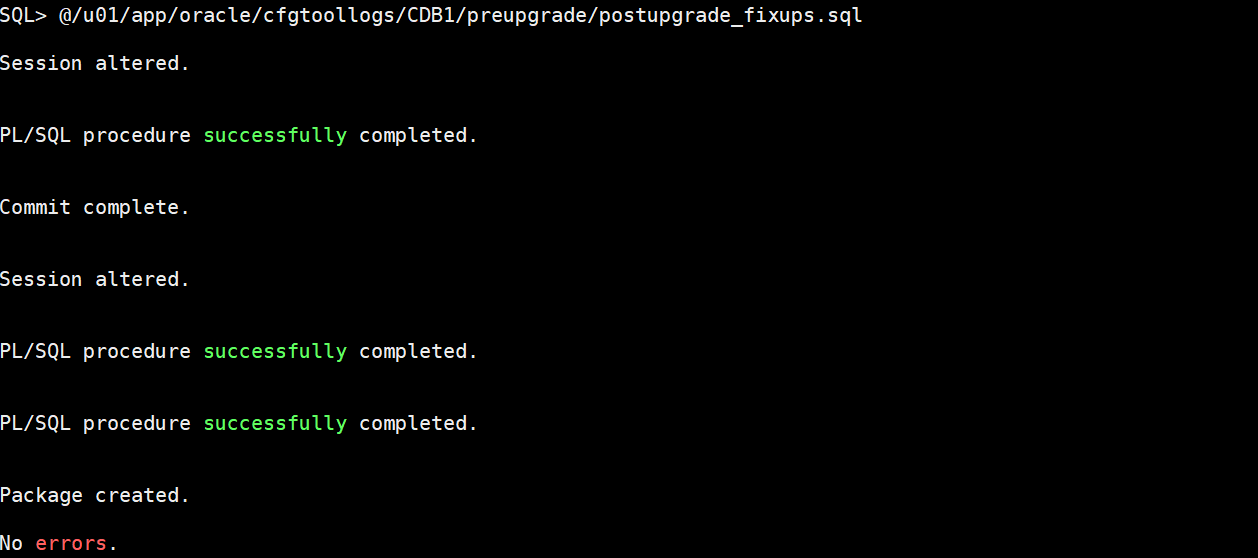 SQL> @/u01/app/oracle/cfgtoollogs/CDB1/preupgrade/postupgrade_fixups.sql
Session altered.
PL/SQL procedure successfully completed.
Commit complete.
Session altered.
PL/SQL procedure successfully completed.
PL/SQL procedure successfully completed.
Package created.
No errors.